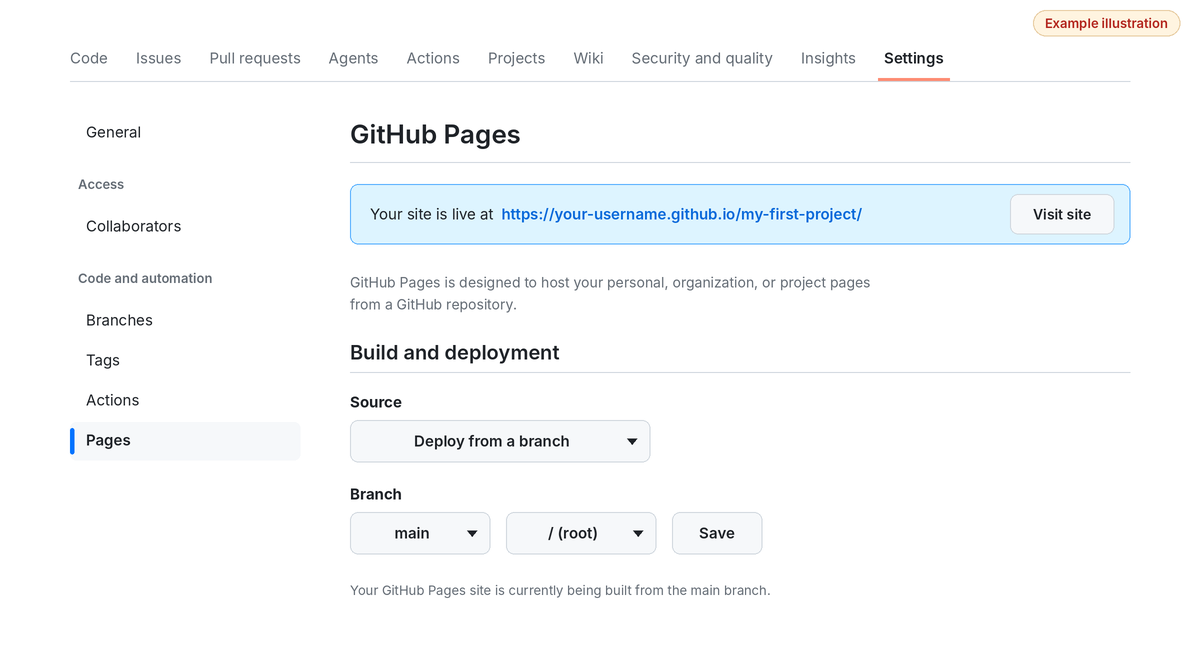 Example illustration
Code Issues Pull requests Agents Actions Projects Wiki Security and quality Insights Settings
General
Access
Collaborators
Code and automation
Branches
Tags
Actions
Pages
GitHub Pages
Your site is live at https://your-username.github.io/my-first-project/ Visit site
GitHub Pages is designed to host your personal, organization, or project pages
from a GitHub repository.
Build and deployment
Source
Deploy from a branch
Branch
main / (root) Save
Your GitHub Pages site is currently being built from the main branch.